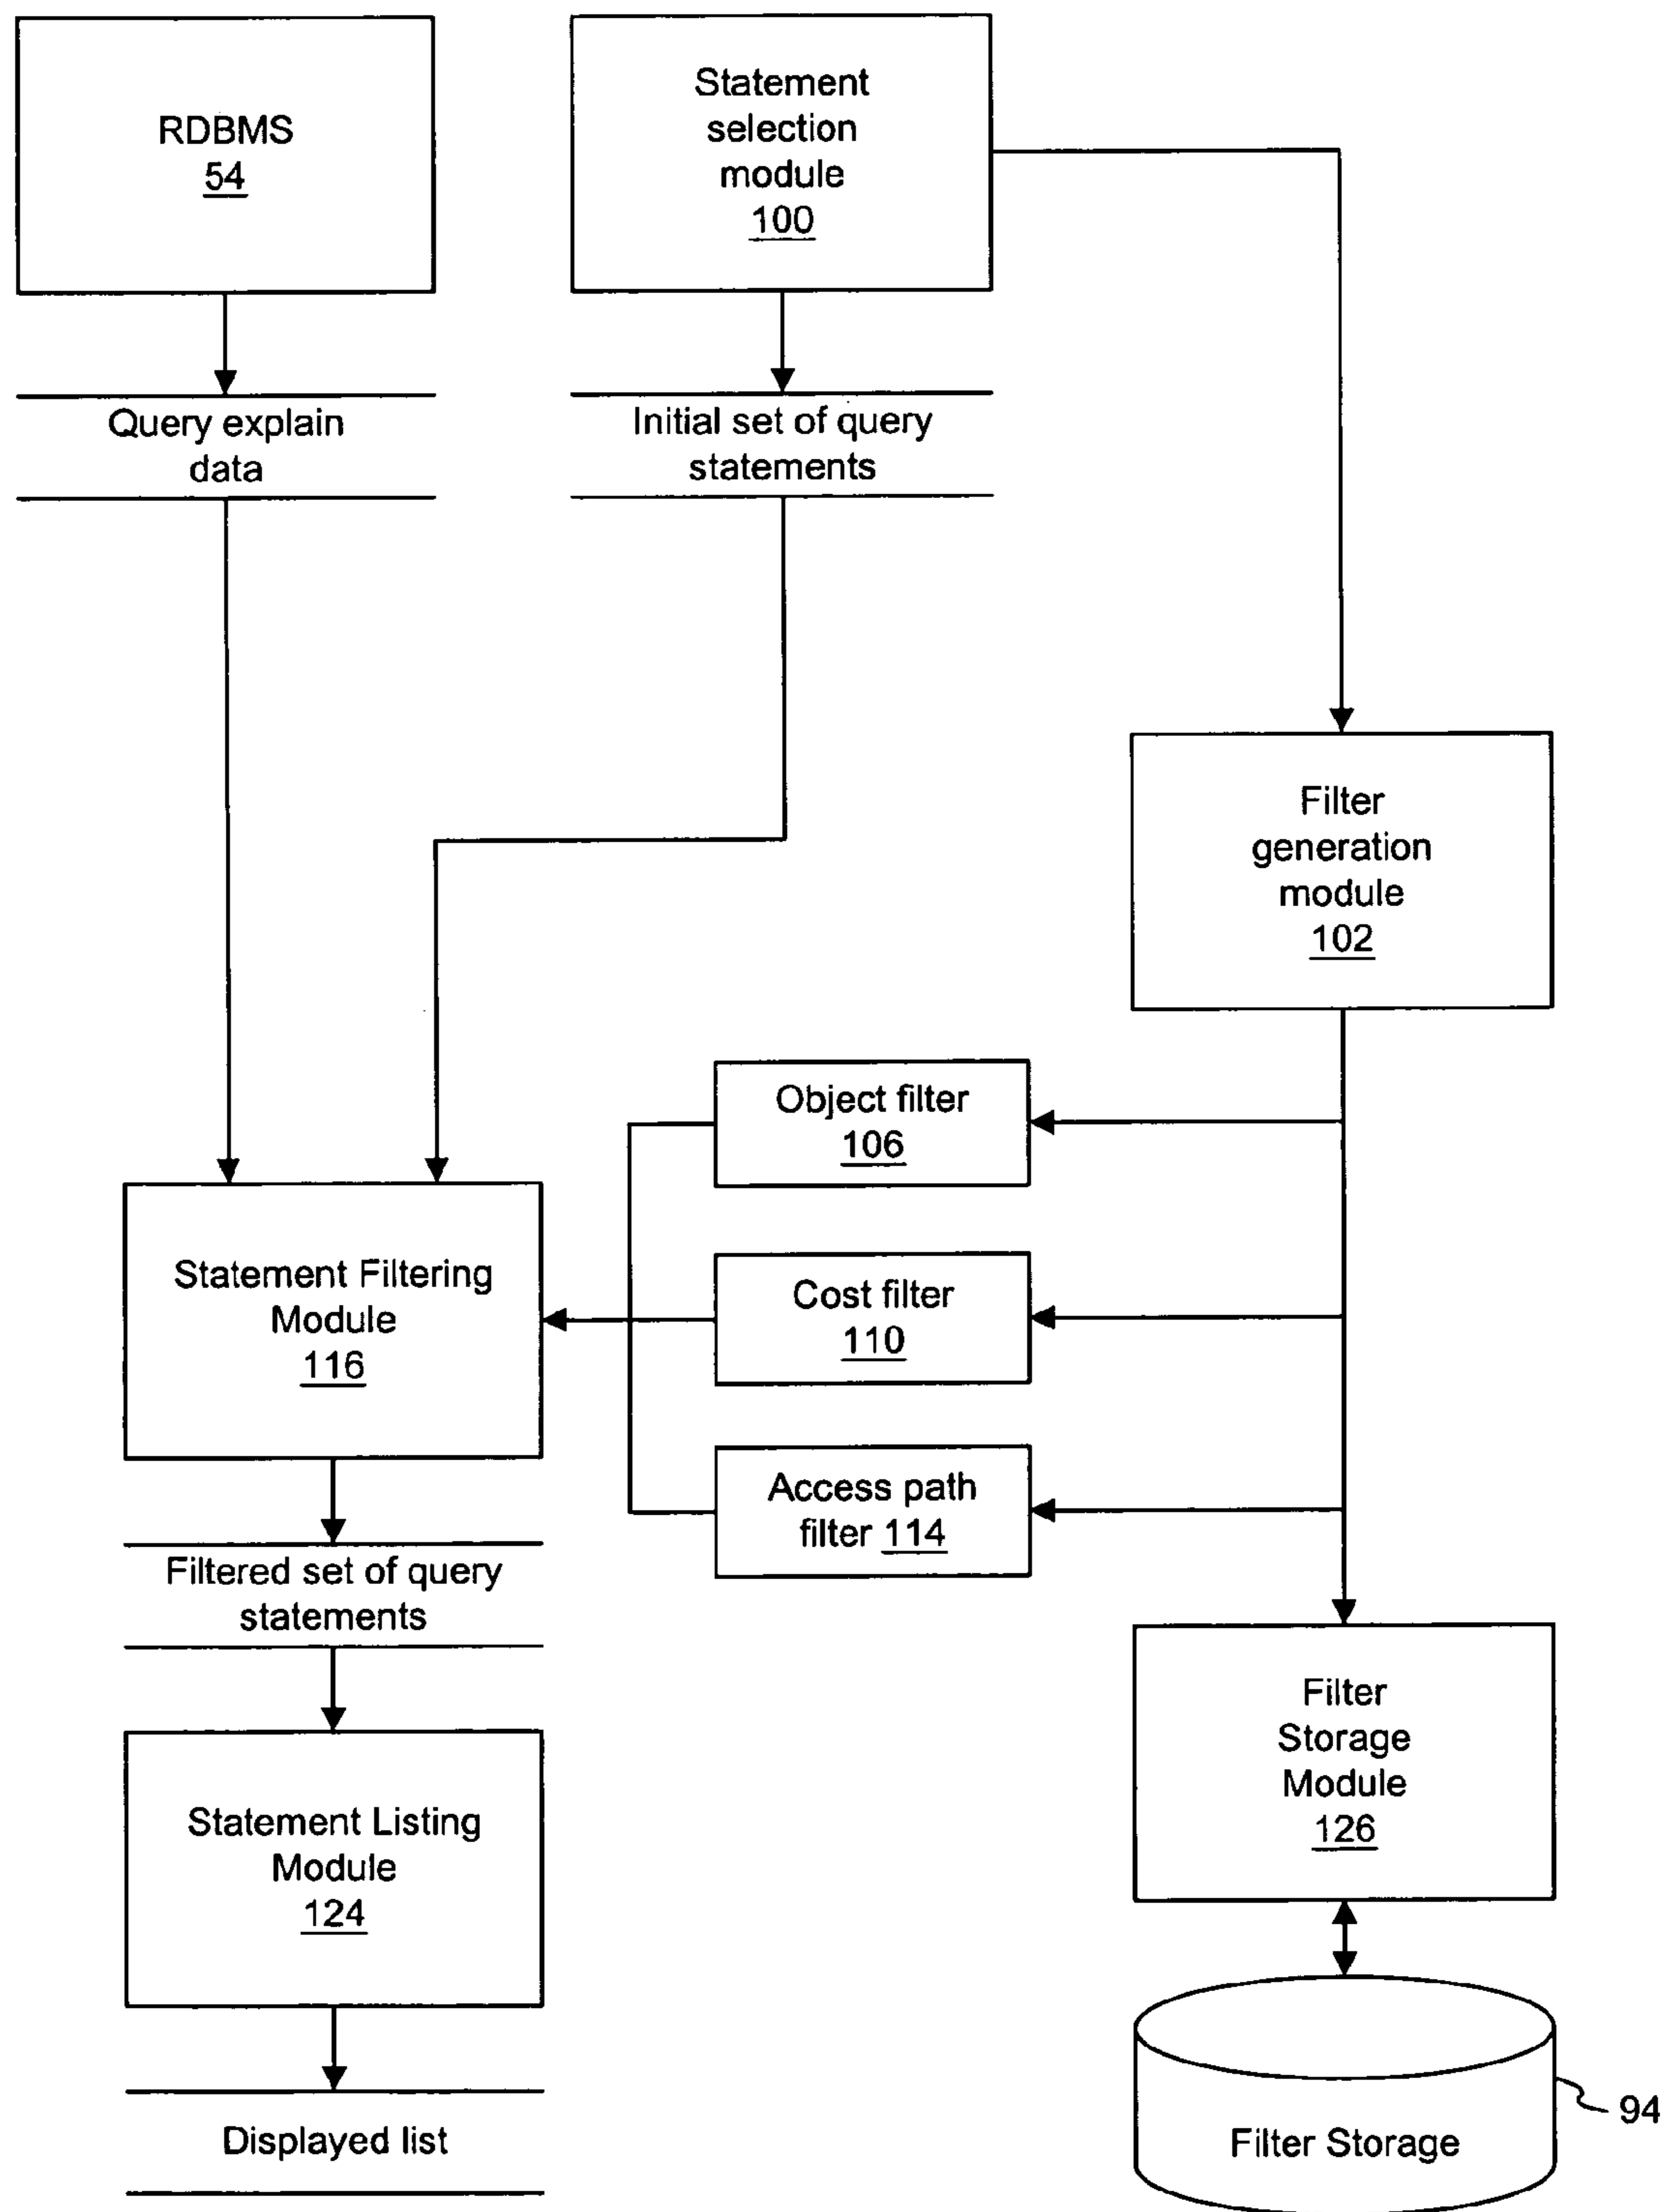 RDBMS
54
Statement
selection
module
100
Query explain
data
Initial set of query
statements
Filter
generation
module
102
Object filter
106
Cost filter
110
Access path
filter 114
Statement Filtering
Module
116
Filtered set of query
statements
Filter
Storage
Module
126
Statement Listing
Module
124
94
Filter Storage
Displayed list